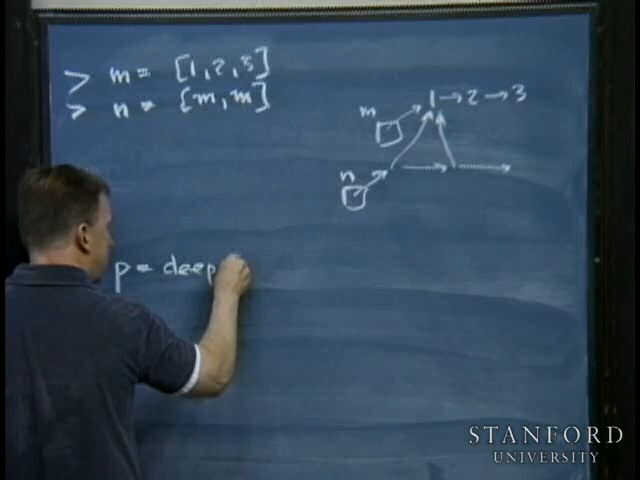 > m = [1, 2, 3]
> n = [m, m]
m
1 → 2 → 3
n
p = deep
STANFORD
UNIVERSITY